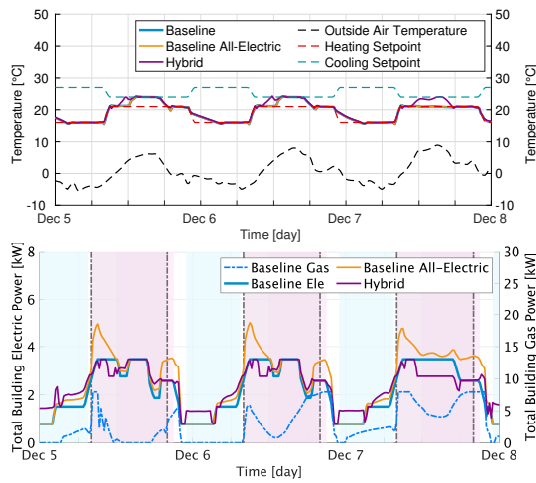 50
40
30
20
10
0
-10
Temperature [°C]
Baseline
Baseline All-Electric
Hybrid
Outside Air Temperature
Heating Setpoint
Cooling Setpoint
50
40
30
20
10
0
-10
Temperature [°C]
Dec 5
Dec 6
Dec 7
Dec 8
Time [day]
8
6
4
2
0
Total Building Electric Power [kW]
Baseline Gas
Baseline Ele
Baseline All-Electric
Hybrid
30
25
20
15
10
5
0
Total Building Gas Power [kW]
Dec 5
Dec 6
Dec 7
Dec 8
Time [day]